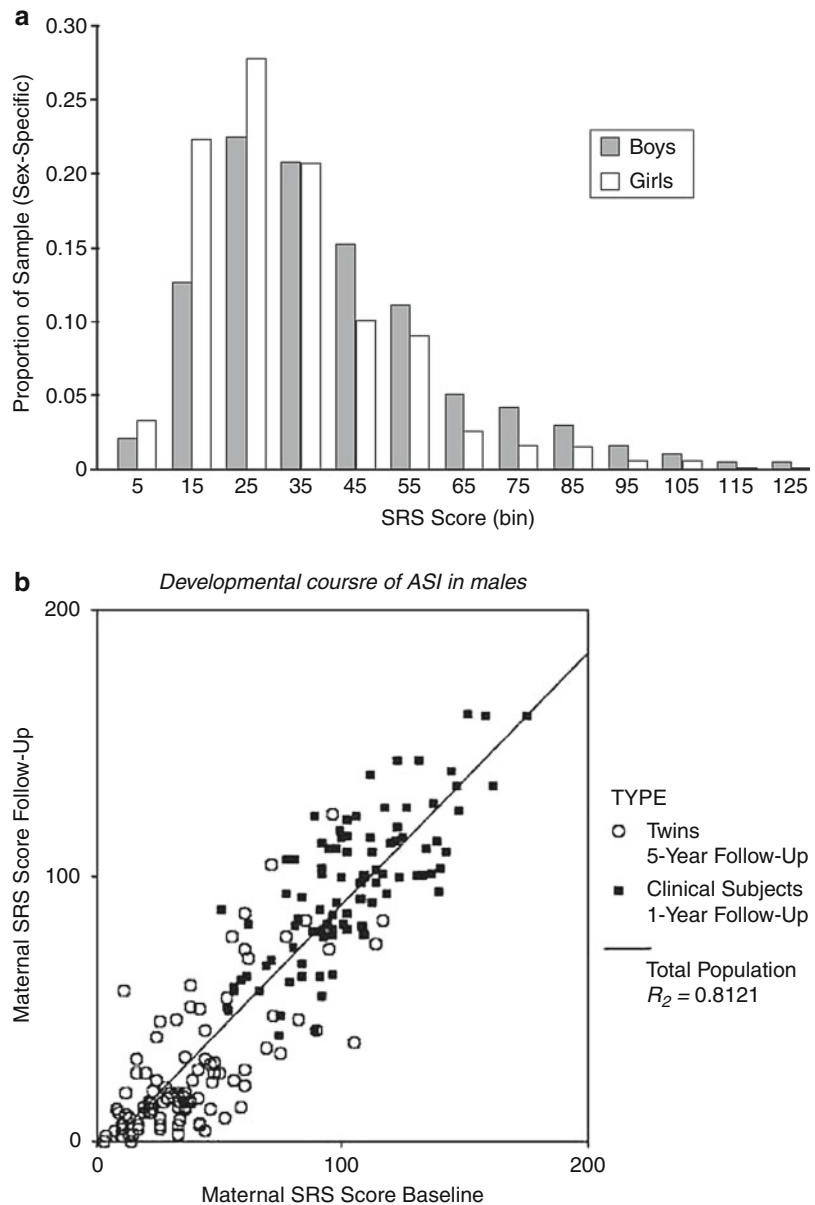 a
Proportion of Sample (Sex-Specific)
0.30
0.25
0.20
0.15
0.10
0.05
0
Boys
Girls
5 15 25 35 45 55 65 75 85 95 105 115 125
SRS Score (bin)
b
Developmental coursre of ASI in males
Maternal SRS Score Follow-Up
200
100
0
0 100 200
Maternal SRS Score Baseline
TYPE
Twins
5-Year Follow-Up
Clinical Subjects
1-Year Follow-Up
Total Population
R2 = 0.8121